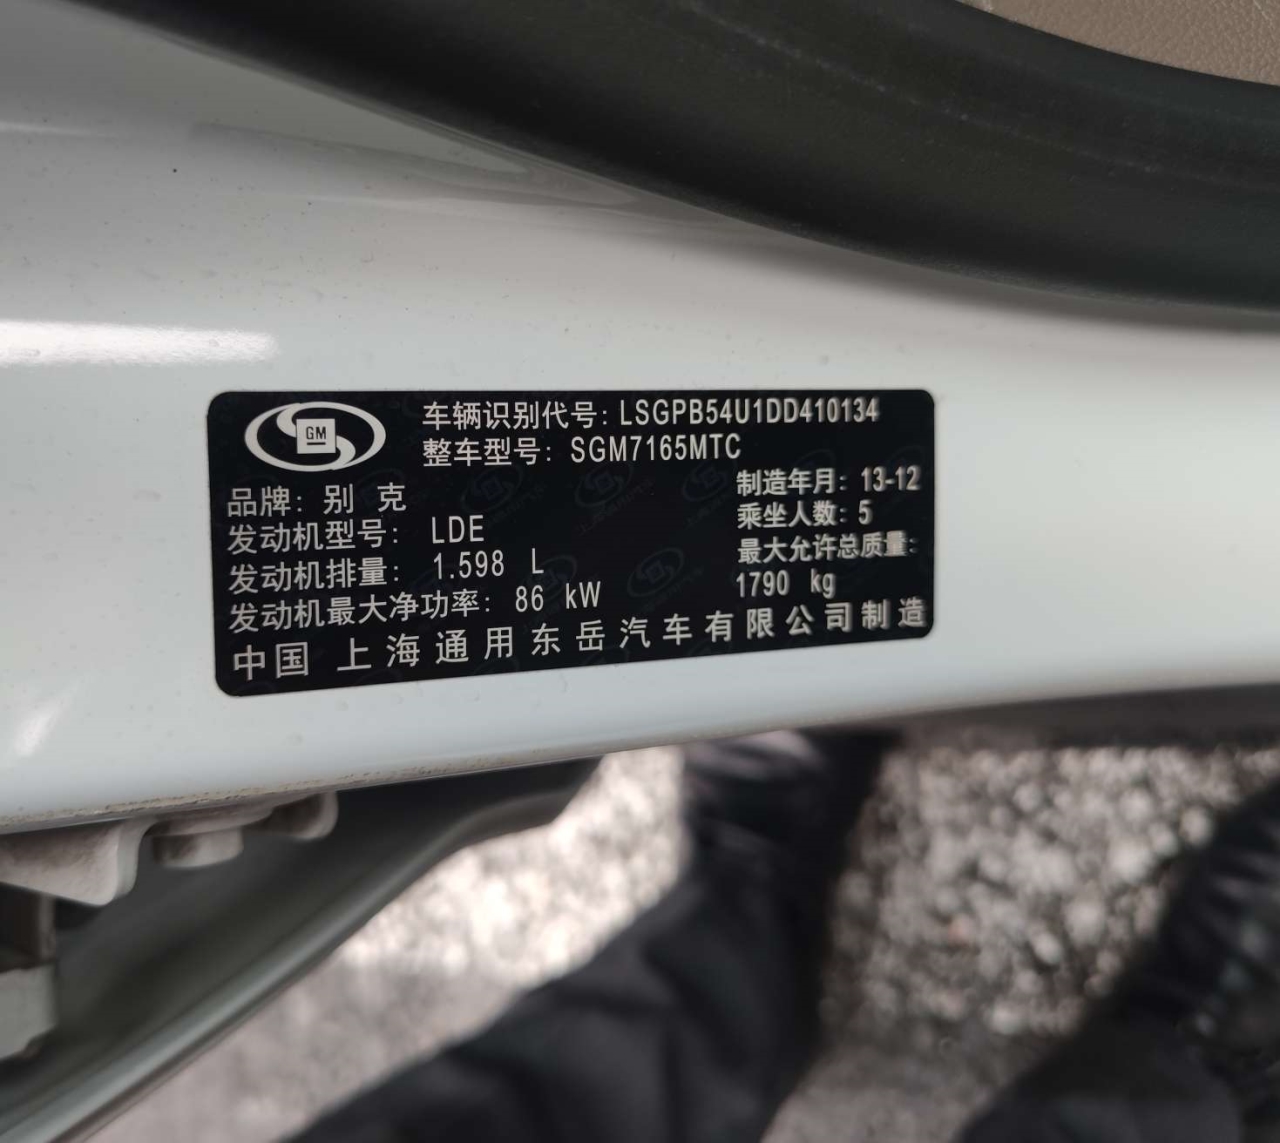 GM
车辆识别代号: LSGPB54U1DD410134
整车型号: SGM7165MTC
品牌: 别 克
制造年月: 13-12
发动机型号: LDE
乘坐人数: 5
发动机排量: 1.598 L
最大允许总质量:
1790 kg
发动机最大净功率: 86 kW
中国 上海通用东岳汽车有限公司制造